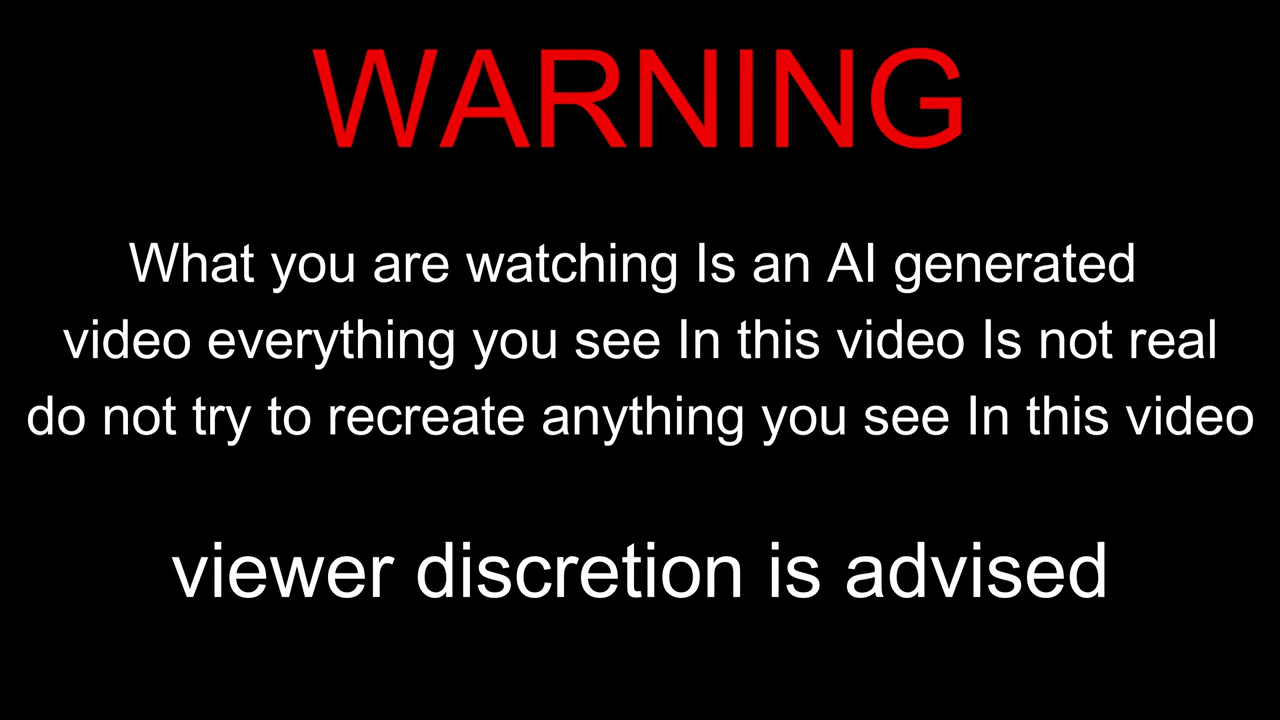 WARNING
What you are watching Is an AI generated
video everything you see In this video Is not real
do not try to recreate anything you see In this video
viewer discretion is advised